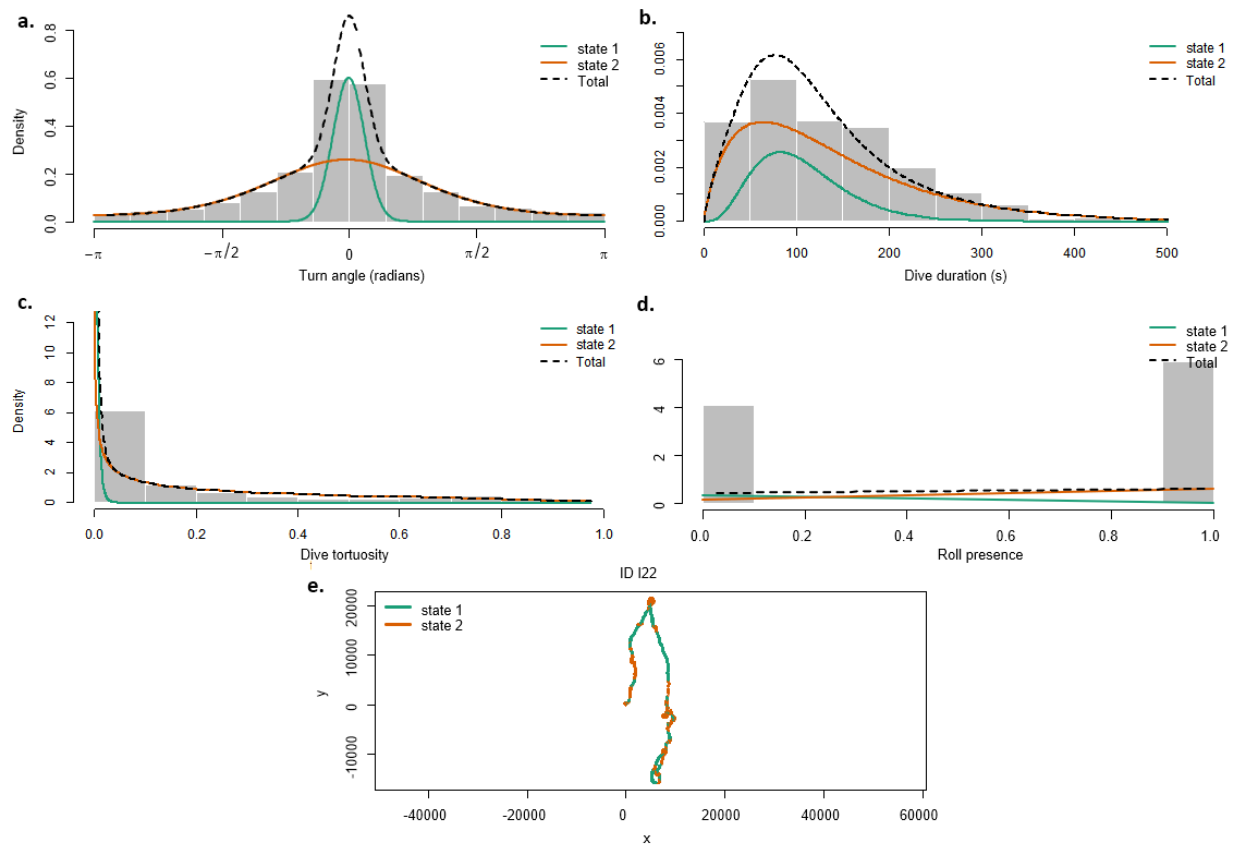 a.
state 1
state 2
Total
Density
0.0 0.2 0.4 0.6 0.8
−π −π/2 0 π/2 π
Turn angle (radians)
b.
state 1
state 2
Total
0.000 0.002 0.004 0.006
0 100 200 300 400 500
Dive duration (s)
c.
state 1
state 2
Total
Density
0 2 4 6 8 10 12
0.0 0.2 0.4 0.6 0.8 1.0
Dive tortuosity
d.
state 1
state 2
Total
0 2 4 6
0.0 0.2 0.4 0.6 0.8 1.0
Roll presence
e.
ID I22
state 1
state 2
y
-10000 0 10000 20000
-40000 -20000 0 20000 40000 60000
x